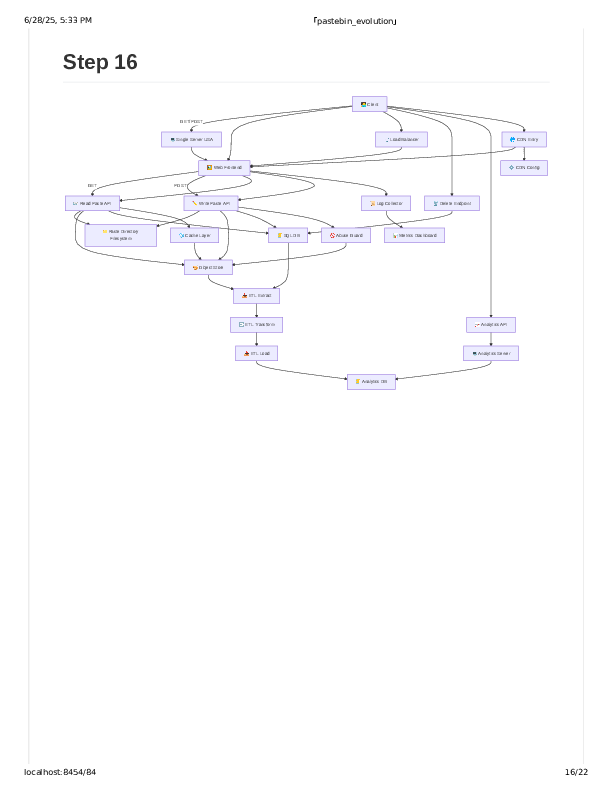 6/28/25, 5:33 PM
「pastebin_evolution」
Step 16
Client
GET/POST
Single Server USA
Load Balancer
CDN Entry
Web Frontend
CDN Config
GET
POST
Read Paste API
Write Paste API
Log Collector
Delete Endpoint
Paste Directory
Filesystem
Cache Layer
SQL DB
Abuse Guard
Metrics Dashboard
Object Store
ETL Extract
ETL Transform
Analytics API
ETL Load
Analytics Server
Analytics DB
localhost:8454/84
16/22